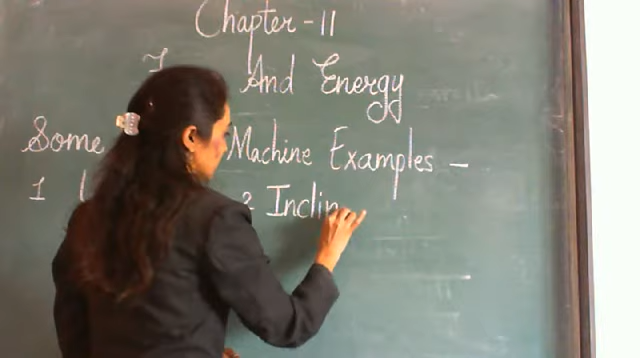 Chapter - 11
And Energy
Some Machine Examples -
1 2 Inclin